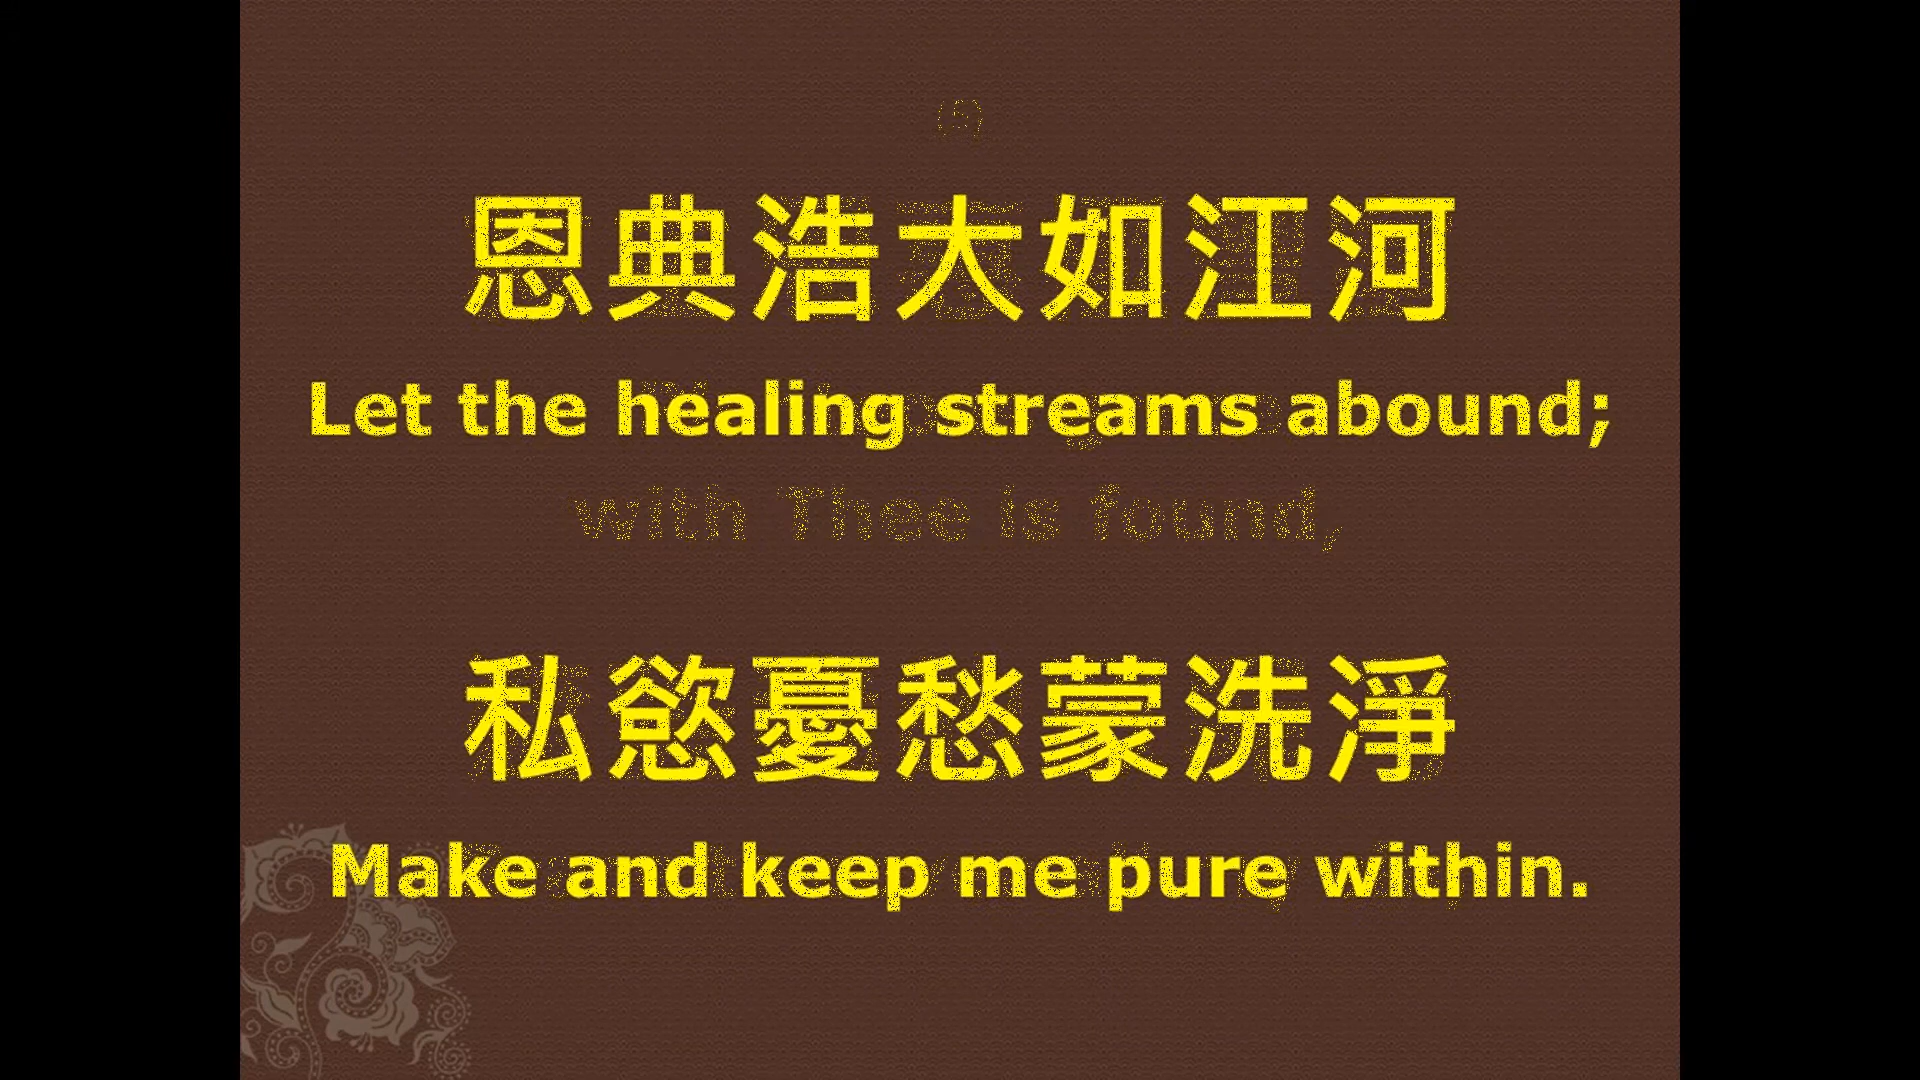 (5)
恩典浩大如江河
Let the healing streams abound;
with Thee is found,
私慾憂愁蒙洗淨
Make and keep me pure within.